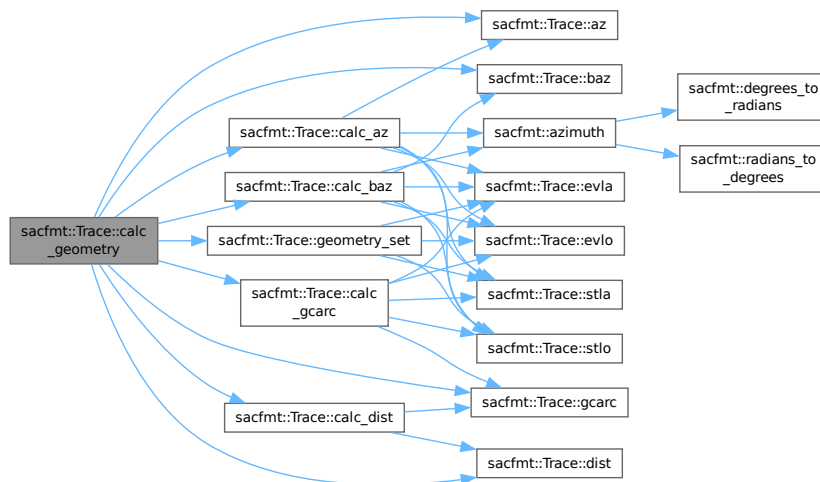 sacfmt::Trace::calc
_geometry
sacfmt::Trace::calc_az
sacfmt::Trace::calc_baz
sacfmt::Trace::geometry_set
sacfmt::Trace::calc
_gcarc
sacfmt::Trace::calc_dist
sacfmt::Trace::az
sacfmt::Trace::baz
sacfmt::azimuth
sacfmt::Trace::evla
sacfmt::Trace::evlo
sacfmt::Trace::stla
sacfmt::Trace::stlo
sacfmt::Trace::gcarc
sacfmt::Trace::dist
sacfmt::degrees_to
_radians
sacfmt::radians_to
_degrees